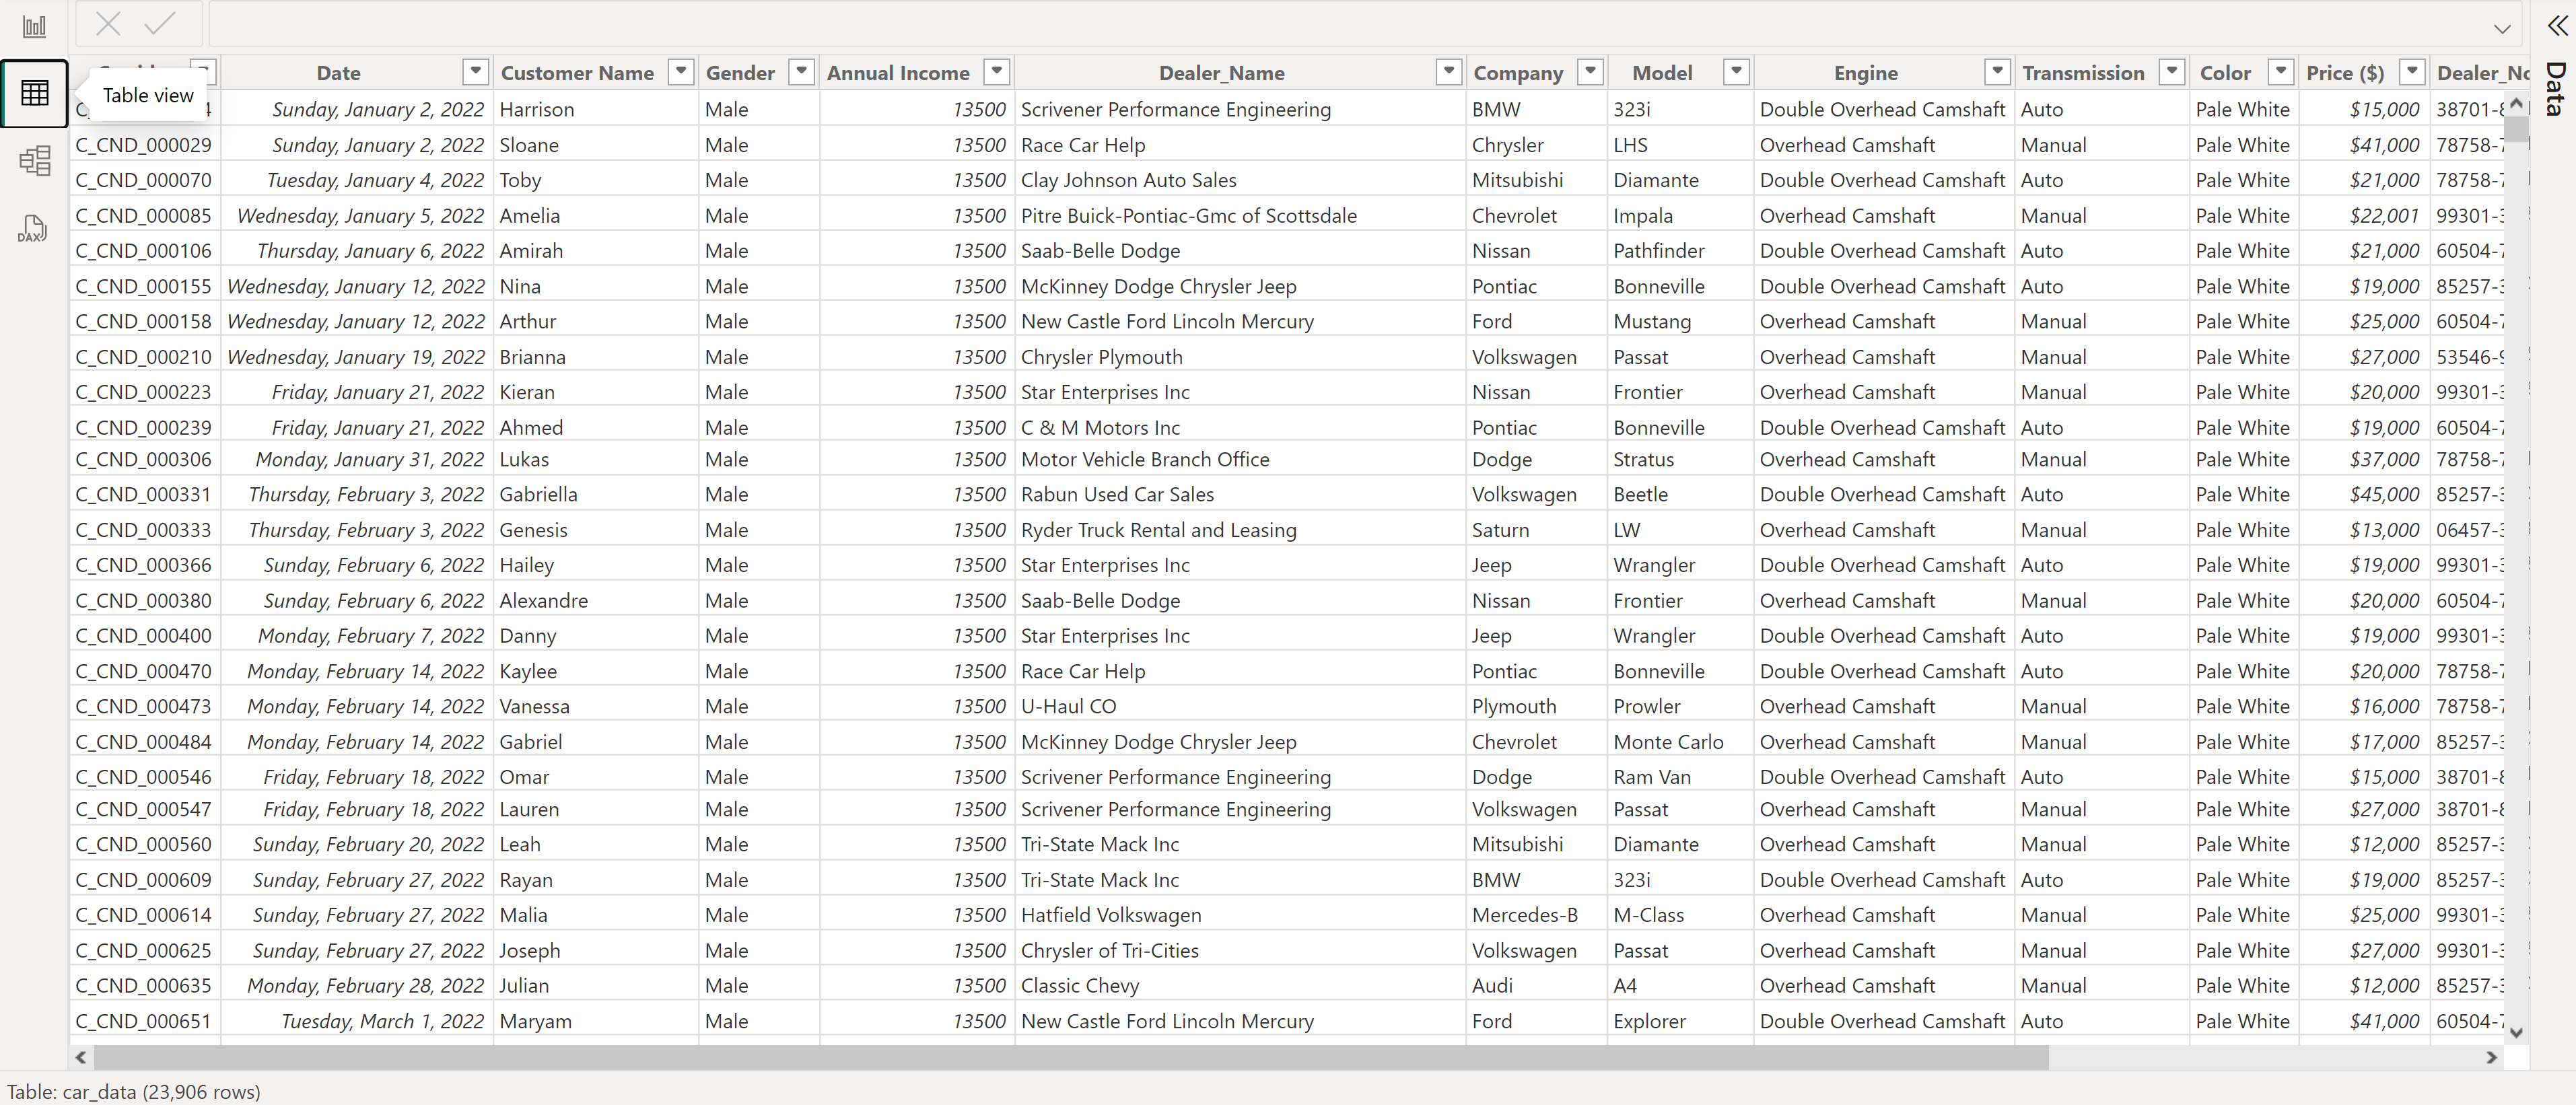 Date Customer Name Gender Annual Income Dealer_Name Company Model Engine Transmission Color Price ($) Dealer_No
Table view
Sunday, January 2, 2022 Harrison Male 13500 Scrivener Performance Engineering BMW 323i Double Overhead Camshaft Auto Pale White $15,000 38701-8
C_CND_000029 Sunday, January 2, 2022 Sloane Male 13500 Race Car Help Chrysler LHS Overhead Camshaft Manual Pale White $41,000 78758-7
C_CND_000070 Tuesday, January 4, 2022 Toby Male 13500 Clay Johnson Auto Sales Mitsubishi Diamante Double Overhead Camshaft Auto Pale White $21,000 78758-7
C_CND_000085 Wednesday, January 5, 2022 Amelia Male 13500 Pitre Buick-Pontiac-Gmc of Scottsdale Chevrolet Impala Overhead Camshaft Manual Pale White $22,001 99301-3
C_CND_000106 Thursday, January 6, 2022 Amirah Male 13500 Saab-Belle Dodge Nissan Pathfinder Double Overhead Camshaft Auto Pale White $21,000 60504-7
C_CND_000155 Wednesday, January 12, 2022 Nina Male 13500 McKinney Dodge Chrysler Jeep Pontiac Bonneville Double Overhead Camshaft Auto Pale White $19,000 85257-3
C_CND_000158 Wednesday, January 12, 2022 Arthur Male 13500 New Castle Ford Lincoln Mercury Ford Mustang Overhead Camshaft Manual Pale White $25,000 60504-7
C_CND_000210 Wednesday, January 19, 2022 Brianna Male 13500 Chrysler Plymouth Volkswagen Passat Overhead Camshaft Manual Pale White $27,000 53546-9
C_CND_000223 Friday, January 21, 2022 Kieran Male 13500 Star Enterprises Inc Nissan Frontier Overhead Camshaft Manual Pale White $20,000 99301-3
C_CND_000239 Friday, January 21, 2022 Ahmed Male 13500 C & M Motors Inc Pontiac Bonneville Double Overhead Camshaft Auto Pale White $19,000 60504-7
C_CND_000306 Monday, January 31, 2022 Lukas Male 13500 Motor Vehicle Branch Office Dodge Stratus Overhead Camshaft Manual Pale White $37,000 78758-7
C_CND_000331 Thursday, February 3, 2022 Gabriella Male 13500 Rabun Used Car Sales Volkswagen Beetle Double Overhead Camshaft Auto Pale White $45,000 85257-3
C_CND_000333 Thursday, February 3, 2022 Genesis Male 13500 Ryder Truck Rental and Leasing Saturn LW Overhead Camshaft Manual Pale White $13,000 06457-3
C_CND_000366 Sunday, February 6, 2022 Hailey Male 13500 Star Enterprises Inc Jeep Wrangler Double Overhead Camshaft Auto Pale White $19,000 99301-3
C_CND_000380 Sunday, February 6, 2022 Alexandre Male 13500 Saab-Belle Dodge Nissan Frontier Overhead Camshaft Manual Pale White $20,000 60504-7
C_CND_000400 Monday, February 7, 2022 Danny Male 13500 Star Enterprises Inc Jeep Wrangler Double Overhead Camshaft Auto Pale White $19,000 99301-3
C_CND_000470 Monday, February 14, 2022 Kaylee Male 13500 Race Car Help Pontiac Bonneville Double Overhead Camshaft Auto Pale White $20,000 78758-7
C_CND_000473 Monday, February 14, 2022 Vanessa Male 13500 U-Haul CO Plymouth Prowler Overhead Camshaft Manual Pale White $16,000 78758-7
C_CND_000484 Monday, February 14, 2022 Gabriel Male 13500 McKinney Dodge Chrysler Jeep Chevrolet Monte Carlo Overhead Camshaft Manual Pale White $17,000 85257-3
C_CND_000546 Friday, February 18, 2022 Omar Male 13500 Scrivener Performance Engineering Dodge Ram Van Double Overhead Camshaft Auto Pale White $15,000 38701-8
C_CND_000547 Friday, February 18, 2022 Lauren Male 13500 Scrivener Performance Engineering Volkswagen Passat Overhead Camshaft Manual Pale White $27,000 38701-8
C_CND_000560 Sunday, February 20, 2022 Leah Male 13500 Tri-State Mack Inc Mitsubishi Diamante Overhead Camshaft Manual Pale White $12,000 85257-3
C_CND_000609 Sunday, February 27, 2022 Rayan Male 13500 Tri-State Mack Inc BMW 323i Double Overhead Camshaft Auto Pale White $19,000 85257-3
C_CND_000614 Sunday, February 27, 2022 Malia Male 13500 Hatfield Volkswagen Mercedes-B M-Class Overhead Camshaft Manual Pale White $25,000 99301-3
C_CND_000625 Sunday, February 27, 2022 Joseph Male 13500 Chrysler of Tri-Cities Volkswagen Passat Overhead Camshaft Manual Pale White $27,000 99301-3
C_CND_000635 Monday, February 28, 2022 Julian Male 13500 Classic Chevy Audi A4 Overhead Camshaft Manual Pale White $12,000 85257-3
C_CND_000651 Tuesday, March 1, 2022 Maryam Male 13500 New Castle Ford Lincoln Mercury Ford Explorer Double Overhead Camshaft Auto Pale White $41,000 60504-7
DAX
Data
Table: car_data (23,906 rows)